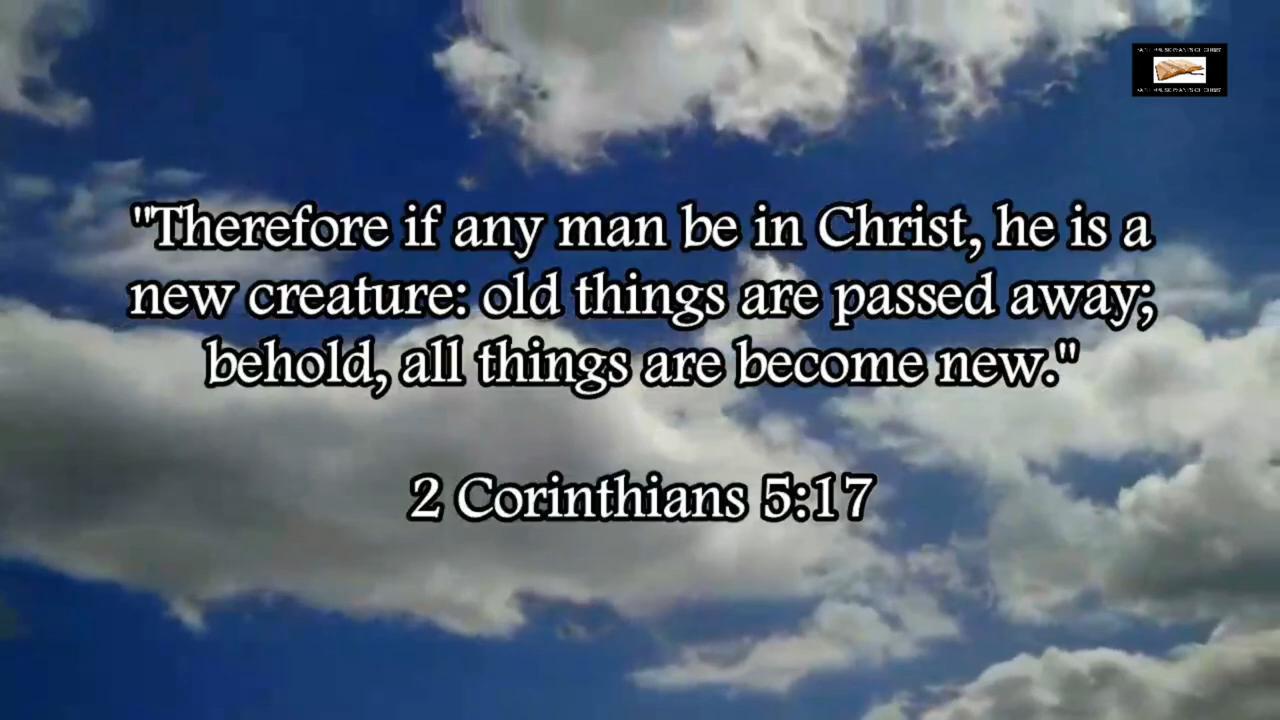 "Therefore if any man be in Christ, he is a
new creature: old things are passed away;
behold, all things are become new."
2 Corinthians 5:17